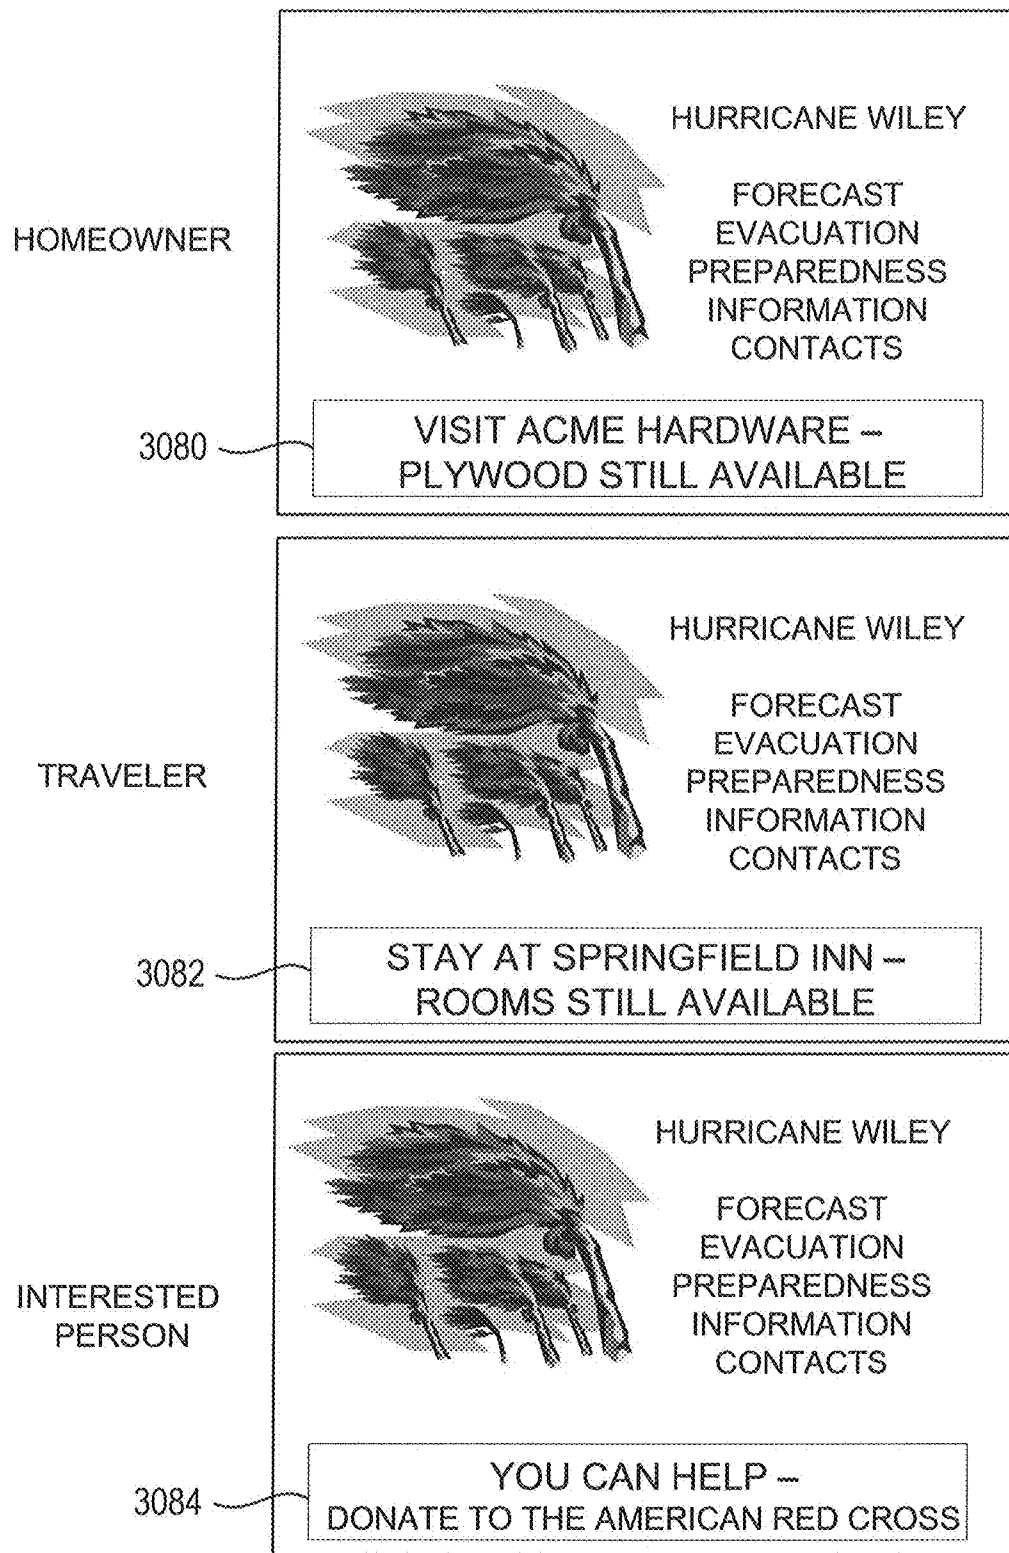 HOMEOWNER
HURRICANE WILEY
FORECAST
EVACUATION
PREPAREDNESS
INFORMATION
CONTACTS
3080
VISIT ACME HARDWARE –
PLYWOOD STILL AVAILABLE
TRAVELER
HURRICANE WILEY
FORECAST
EVACUATION
PREPAREDNESS
INFORMATION
CONTACTS
3082
STAY AT SPRINGFIELD INN –
ROOMS STILL AVAILABLE
INTERESTED
PERSON
HURRICANE WILEY
FORECAST
EVACUATION
PREPAREDNESS
INFORMATION
CONTACTS
3084
YOU CAN HELP –
DONATE TO THE AMERICAN RED CROSS